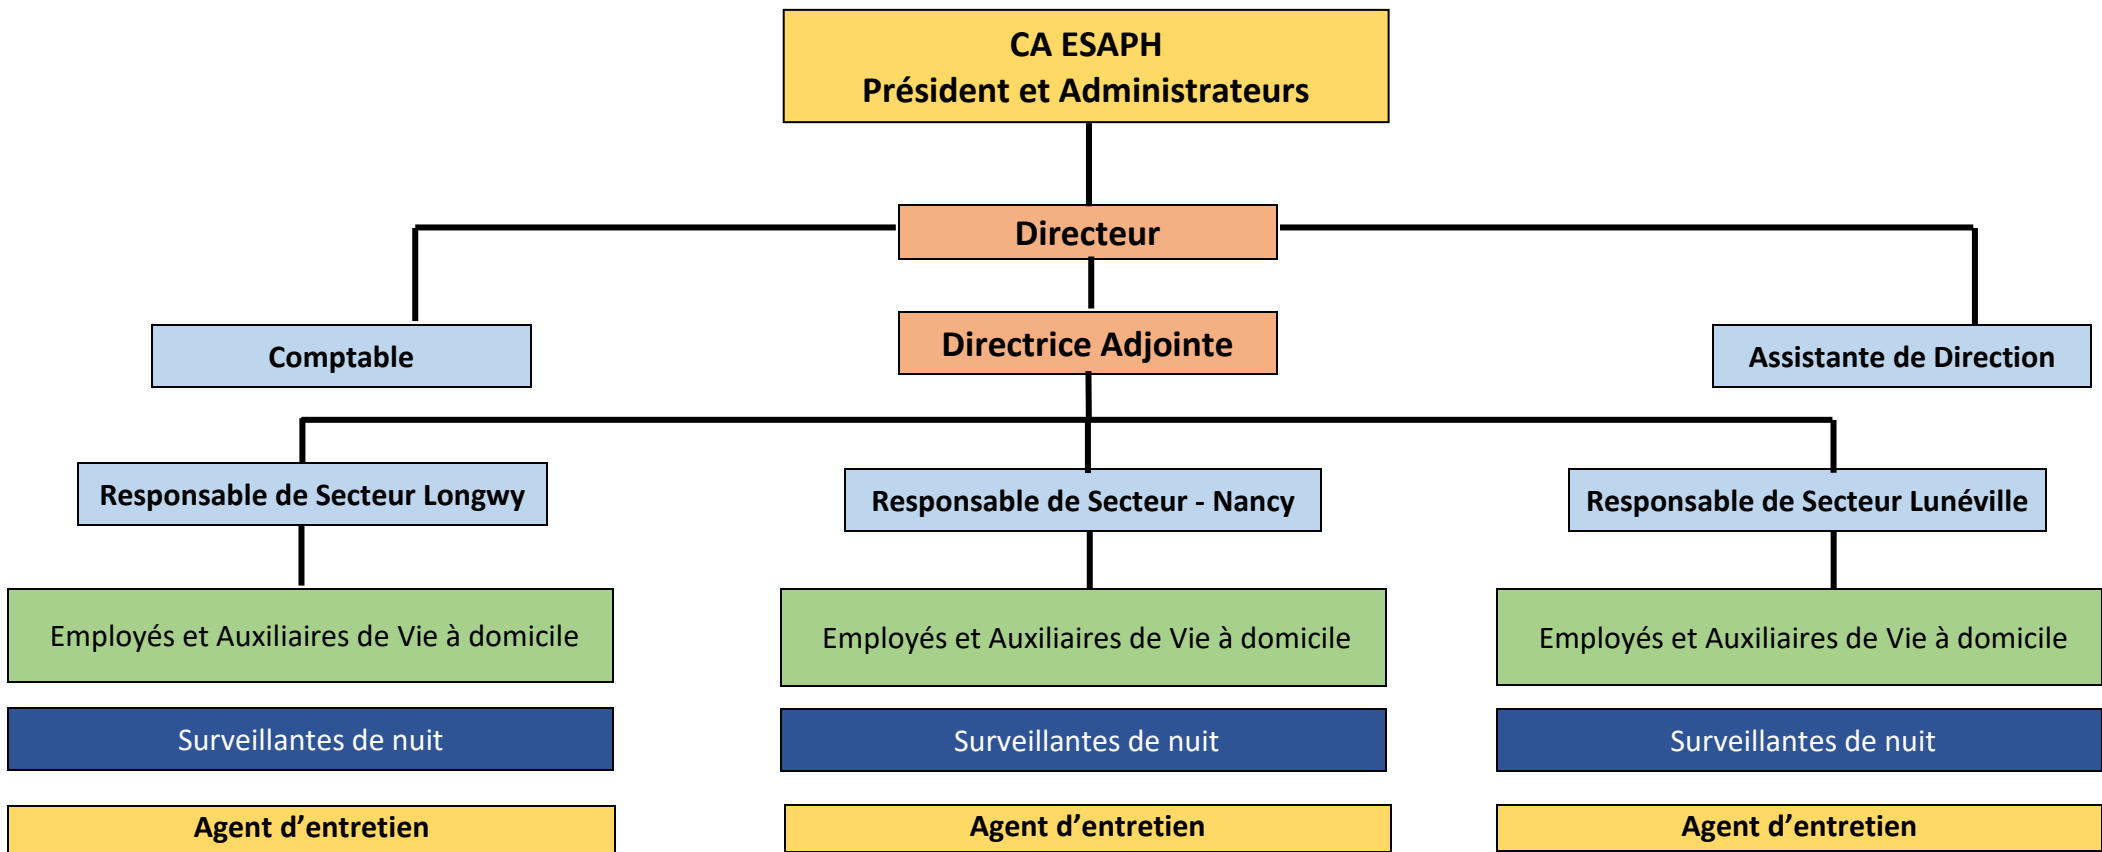 CA ESAPH
Président et Administrateurs
Directeur
Comptable
Directrice Adjointe
Assistante de Direction
Responsable de Secteur Longwy
Responsable de Secteur - Nancy
Responsable de Secteur Lunéville
Employés et Auxiliaires de Vie à domicile
Employés et Auxiliaires de Vie à domicile
Employés et Auxiliaires de Vie à domicile
Surveillantes de nuit
Surveillantes de nuit
Surveillantes de nuit
Agent d’entretien
Agent d’entretien
Agent d’entretien